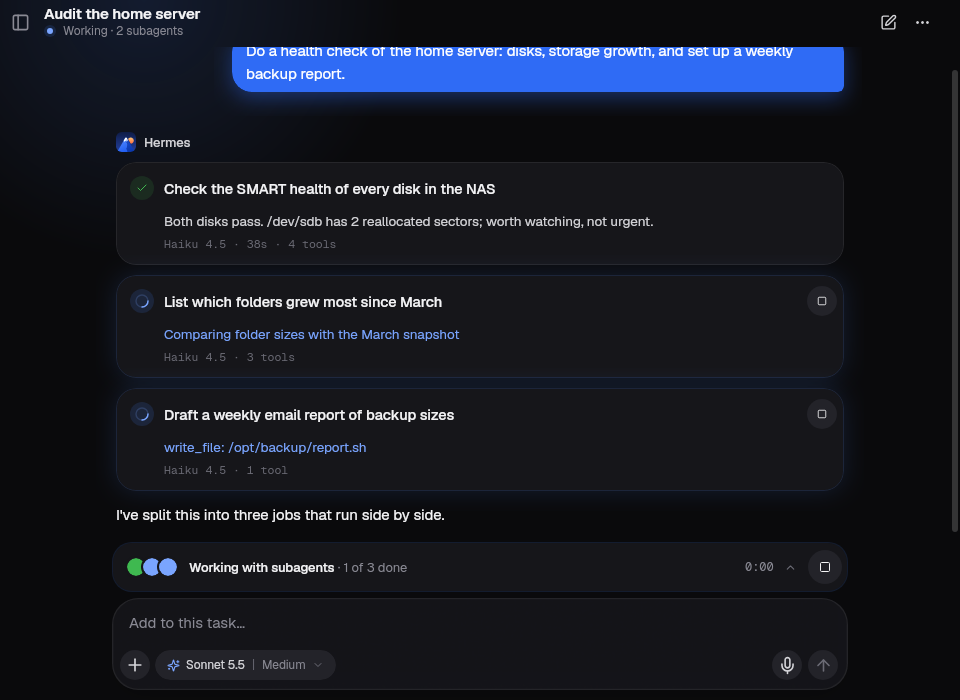 Audit the home server
Working · 2 subagents
Do a health check of the home server: disks, storage growth, and set up a weekly
backup report.
Hermes
Check the SMART health of every disk in the NAS
Both disks pass. /dev/sdb has 2 reallocated sectors; worth watching, not urgent.
Haiku 4.5 · 38s · 4 tools
List which folders grew most since March
Comparing folder sizes with the March snapshot
Haiku 4.5 · 3 tools
Draft a weekly email report of backup sizes
write_file: /opt/backup/report.sh
Haiku 4.5 · 1 tool
I've split this into three jobs that run side by side.
Working with subagents · 1 of 3 done 0:00
Add to this task…
Sonnet 5.5 | Medium